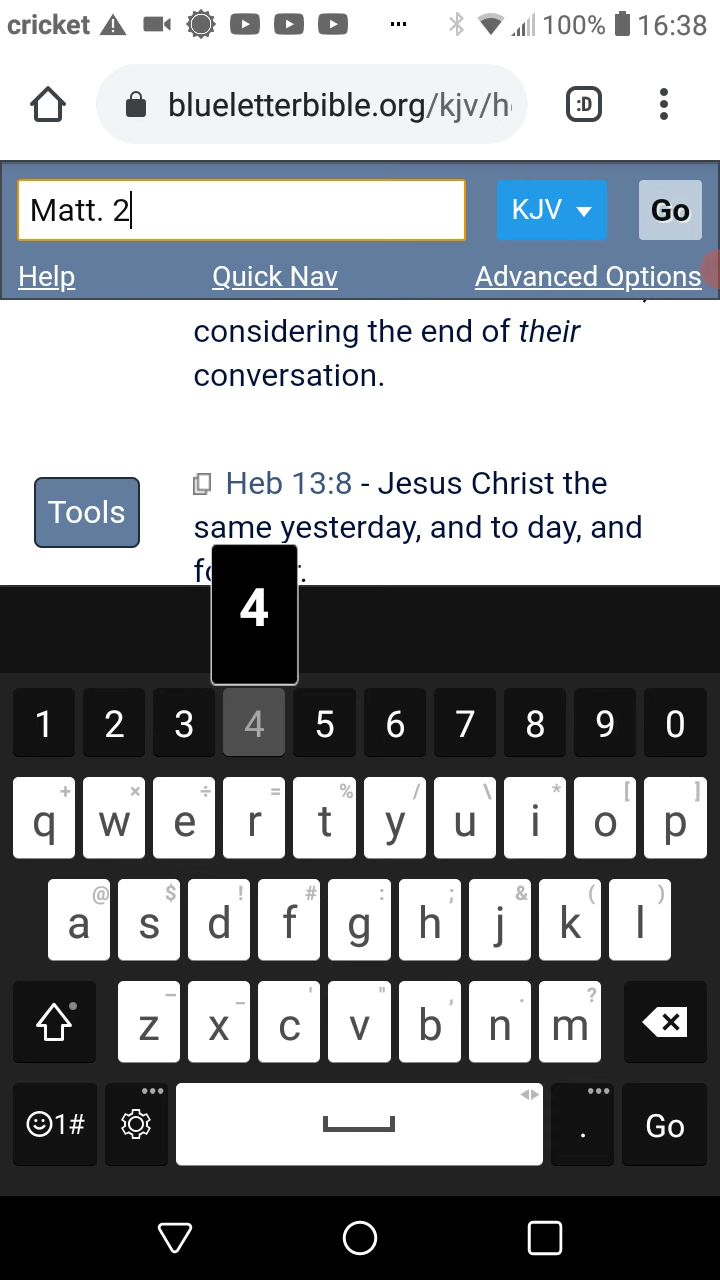 cricket ... 100% 16:38
:D
blueletterbible.org/kjv/h
Matt. 2 KJV Go
Help Quick Nav Advanced Options
considering the end of their
conversation.
Tools
Heb 13:8 - Jesus Christ the
same yesterday, and to day, and
4
1 2 3 4 5 6 7 8 9 0
+ × ÷ = % / \ * [ ]
q w e r t y u i o p
@ $ ! # : ; & ( )
a s d f g h j k l
– _ ' " , . ?
z x c v b n m
1# . Go